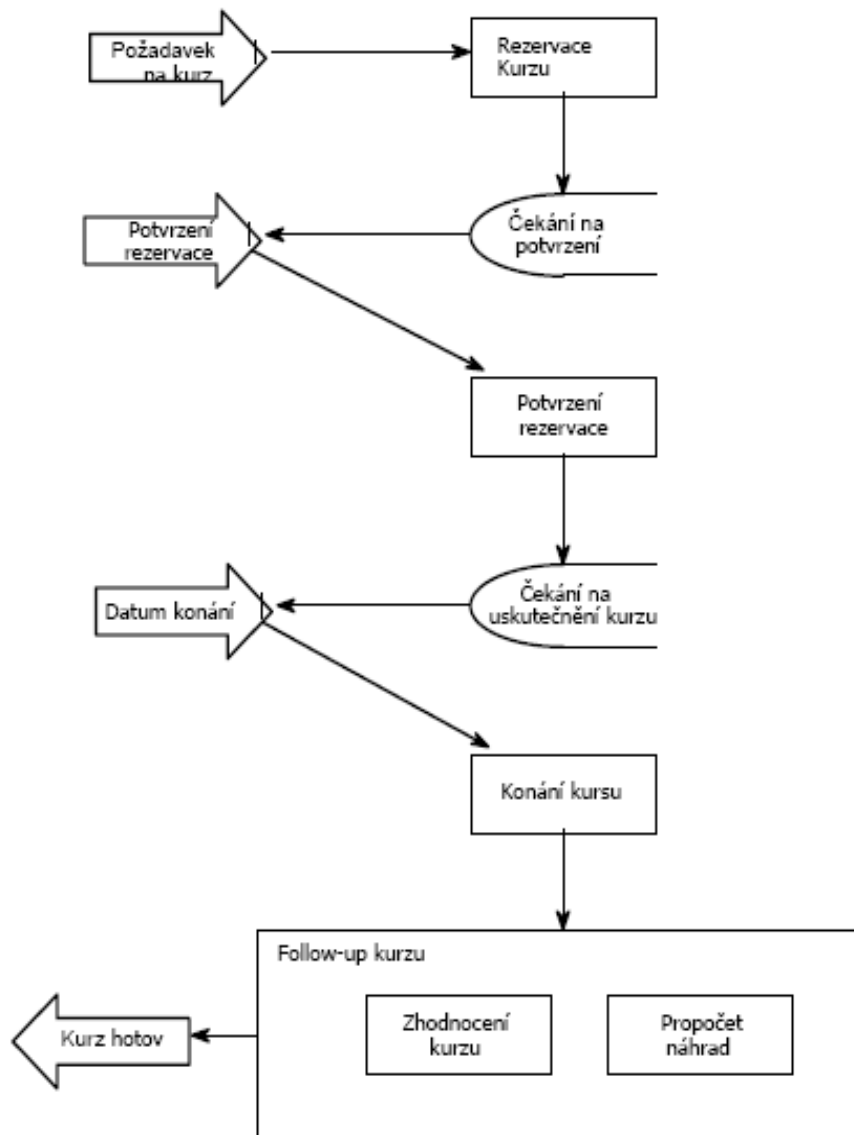 Požadavek
na kurz
Rezervace
Kurzu
Čekání na
potvrzení
Potvrzení
rezervace
Potvrzení
rezervace
Čekání na
uskutečnění kurzu
Datum konání
Konání kursu
Follow-up kurzu
Zhodnocení
kurzu
Propočet
náhrad
Kurz hotov